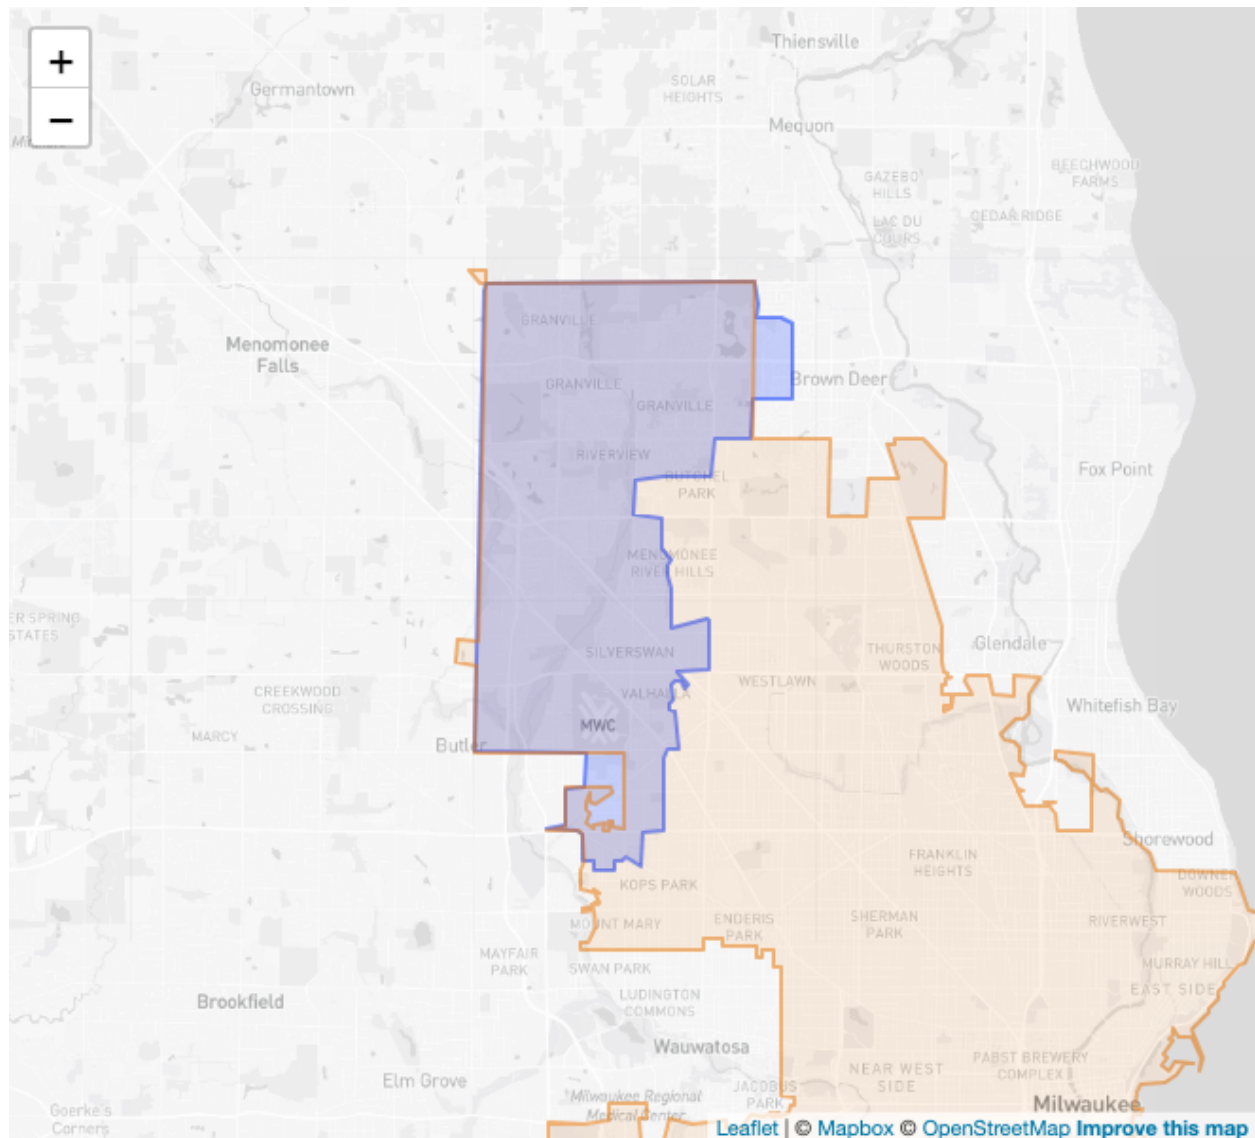 +
Thiensville
−
SOLAR
HEIGHTS
Germantown
Mequon
BEECHWOOD
FARMS
GAZEBO
HILLS
LAC DU
COURS
CEDAR RIDGE
GRANVILLE
Menomonee
Falls
GRANVILLE
Brown Deer
GRANVILLE
RIVERVIEW
Fox Point
BUTCHEL
PARK
MENOMONEE
RIVER HILLS
ER SPRING
STATES
Glendale
SILVERSWAN
THURSTON
WOODS
WESTLAWN
CREEKWOOD
CROSSING
VALHALLA
Whitefish Bay
MWC
MARCY
Butler
Shorewood
FRANKLIN
HEIGHTS
KOPS PARK
DOWNER
WOODS
MOUNT MARY
ENDERIS
PARK
SHERMAN
PARK
RIVERWEST
MAYFAIR
PARK
SWAN PARK
MURRAY HILL
EAST SIDE
Brookfield
LUDINGTON
COMMONS
Wauwatosa
PABST BREWERY
COMPLEX
NEAR WEST
SIDE
Elm Grove
JACOBUS
PARK
Milwaukee Regional
Medical Center
Milwaukee
Goerke's
Corners
Leaflet | © Mapbox © OpenStreetMap Improve this map